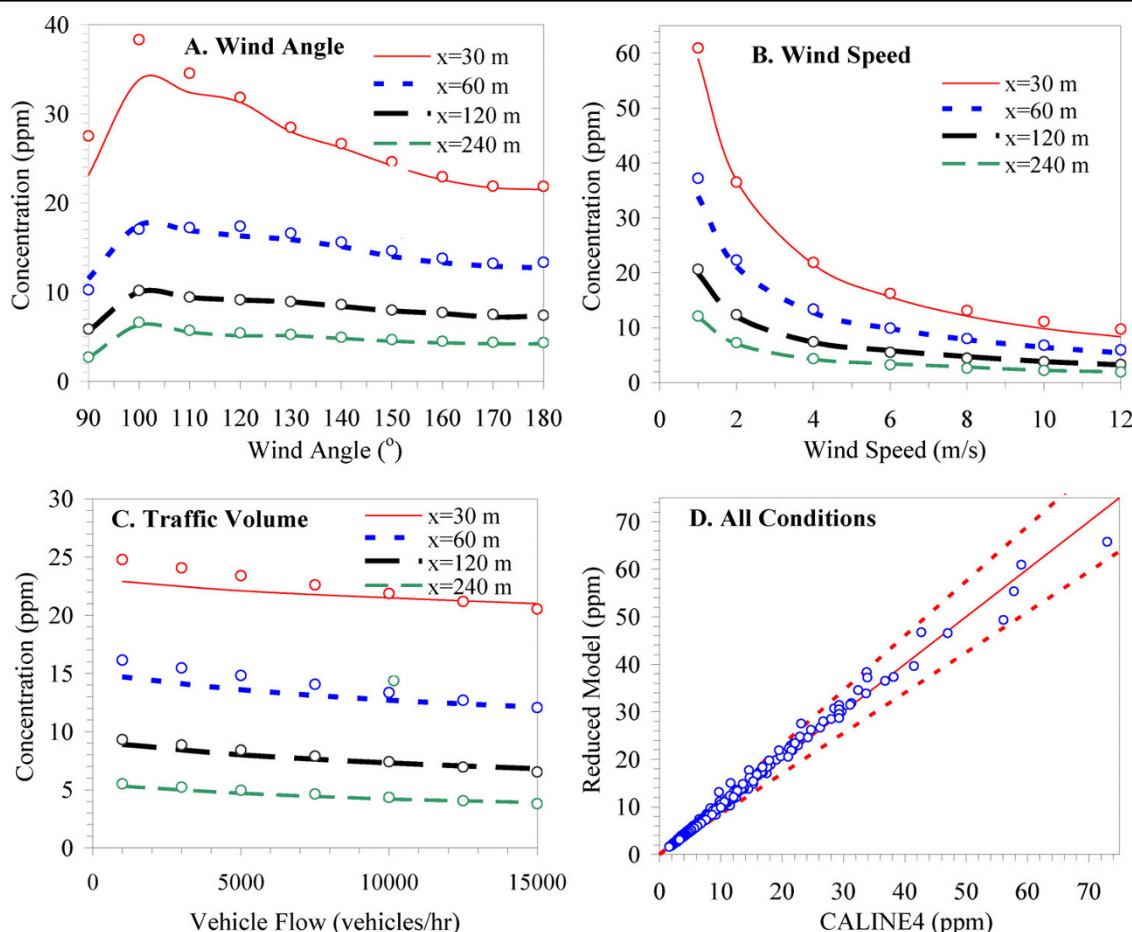 A. Wind Angle
x=30 m
x=60 m
x=120 m
x=240 m
Concentration (ppm)
40
30
20
10
0
90 100 110 120 130 140 150 160 170 180
Wind Angle (o)
B. Wind Speed
x=30 m
x=60 m
x=120 m
x=240 m
Concentration (ppm)
60
50
40
30
20
10
0
0 2 4 6 8 10 12
Wind Speed (m/s)
C. Traffic Volume
x=30 m
x=60 m
x=120 m
x=240 m
Concentration (ppm)
30
25
20
15
10
5
0
0 5000 10000 15000
Vehicle Flow (vehicles/hr)
D. All Conditions
Reduced Model (ppm)
70
60
50
40
30
20
10
0
0 10 20 30 40 50 60 70
CALINE4 (ppm)